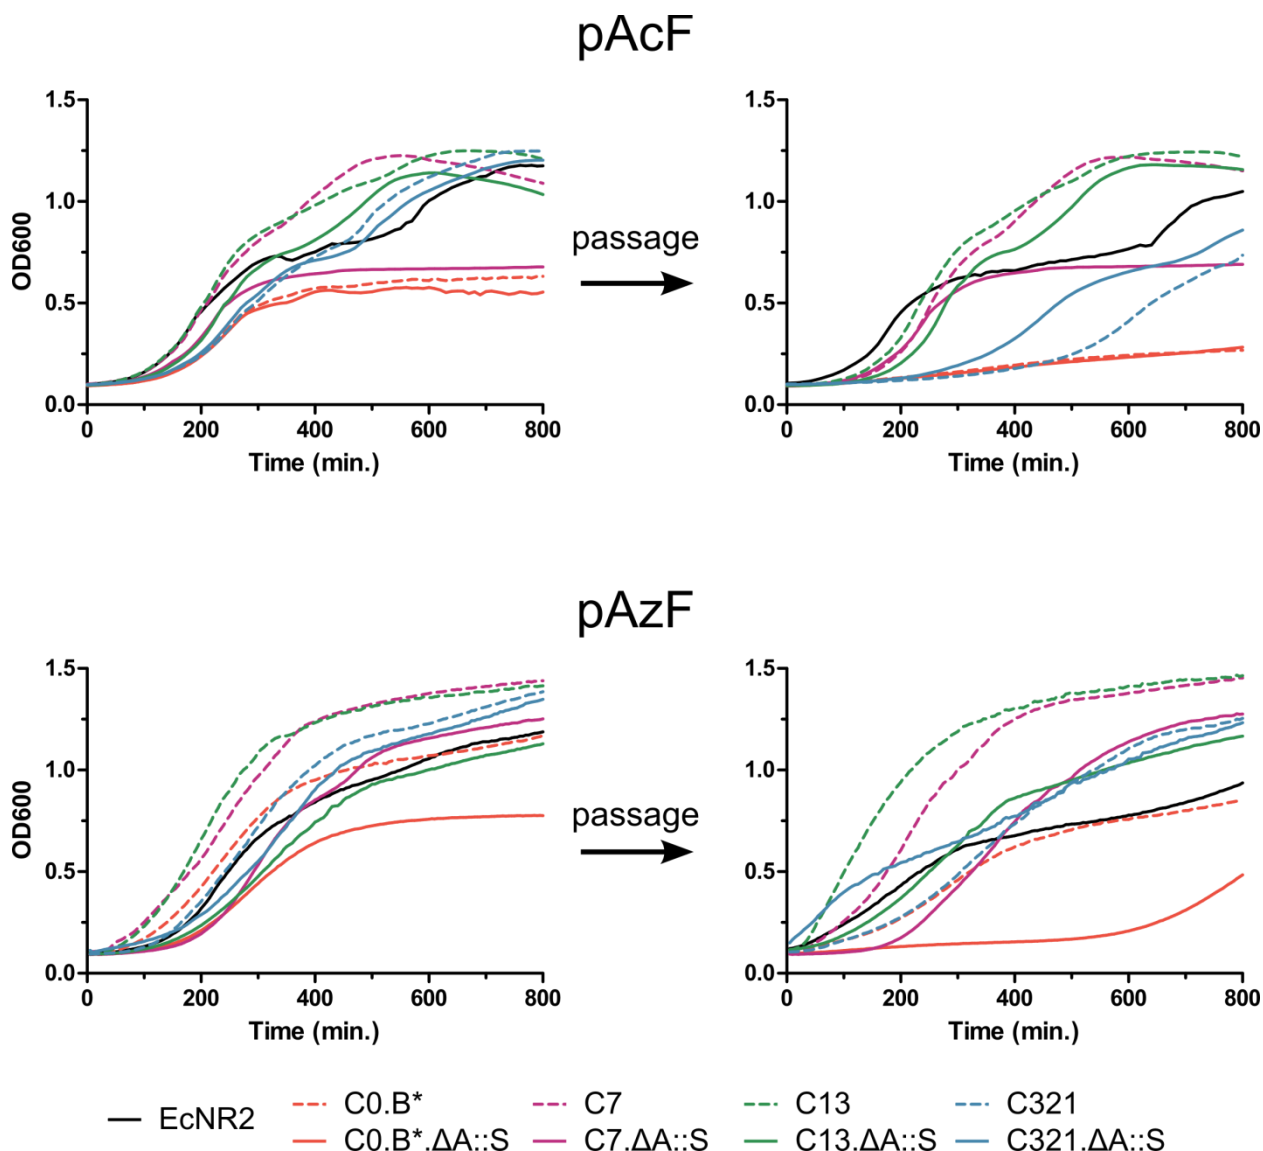 pAcF
1.5
1.0
0.5
0.0
OD600
0 200 400 600 800
Time (min.)
passage
1.5
1.0
0.5
0.0
0 200 400 600 800
Time (min.)
pAzF
1.5
1.0
0.5
0.0
OD600
0 200 400 600 800
Time (min.)
passage
1.5
1.0
0.5
0.0
0 200 400 600 800
Time (min.)
EcNR2
C0.B* C7 C13 C321
C0.B*.ΔA::S C7.ΔA::S C13.ΔA::S C321.ΔA::S